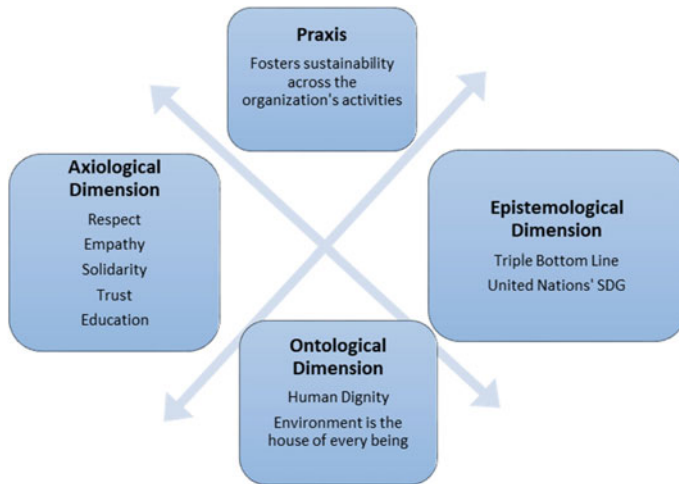 Praxis
Fosters sustainability
across the
organization's activities
Axiological
Dimension
Respect
Empathy
Solidarity
Trust
Education
Epistemological
Dimension
Triple Bottom Line
United Nations' SDG
Ontological
Dimension
Human Dignity
Environment is the
house of every being